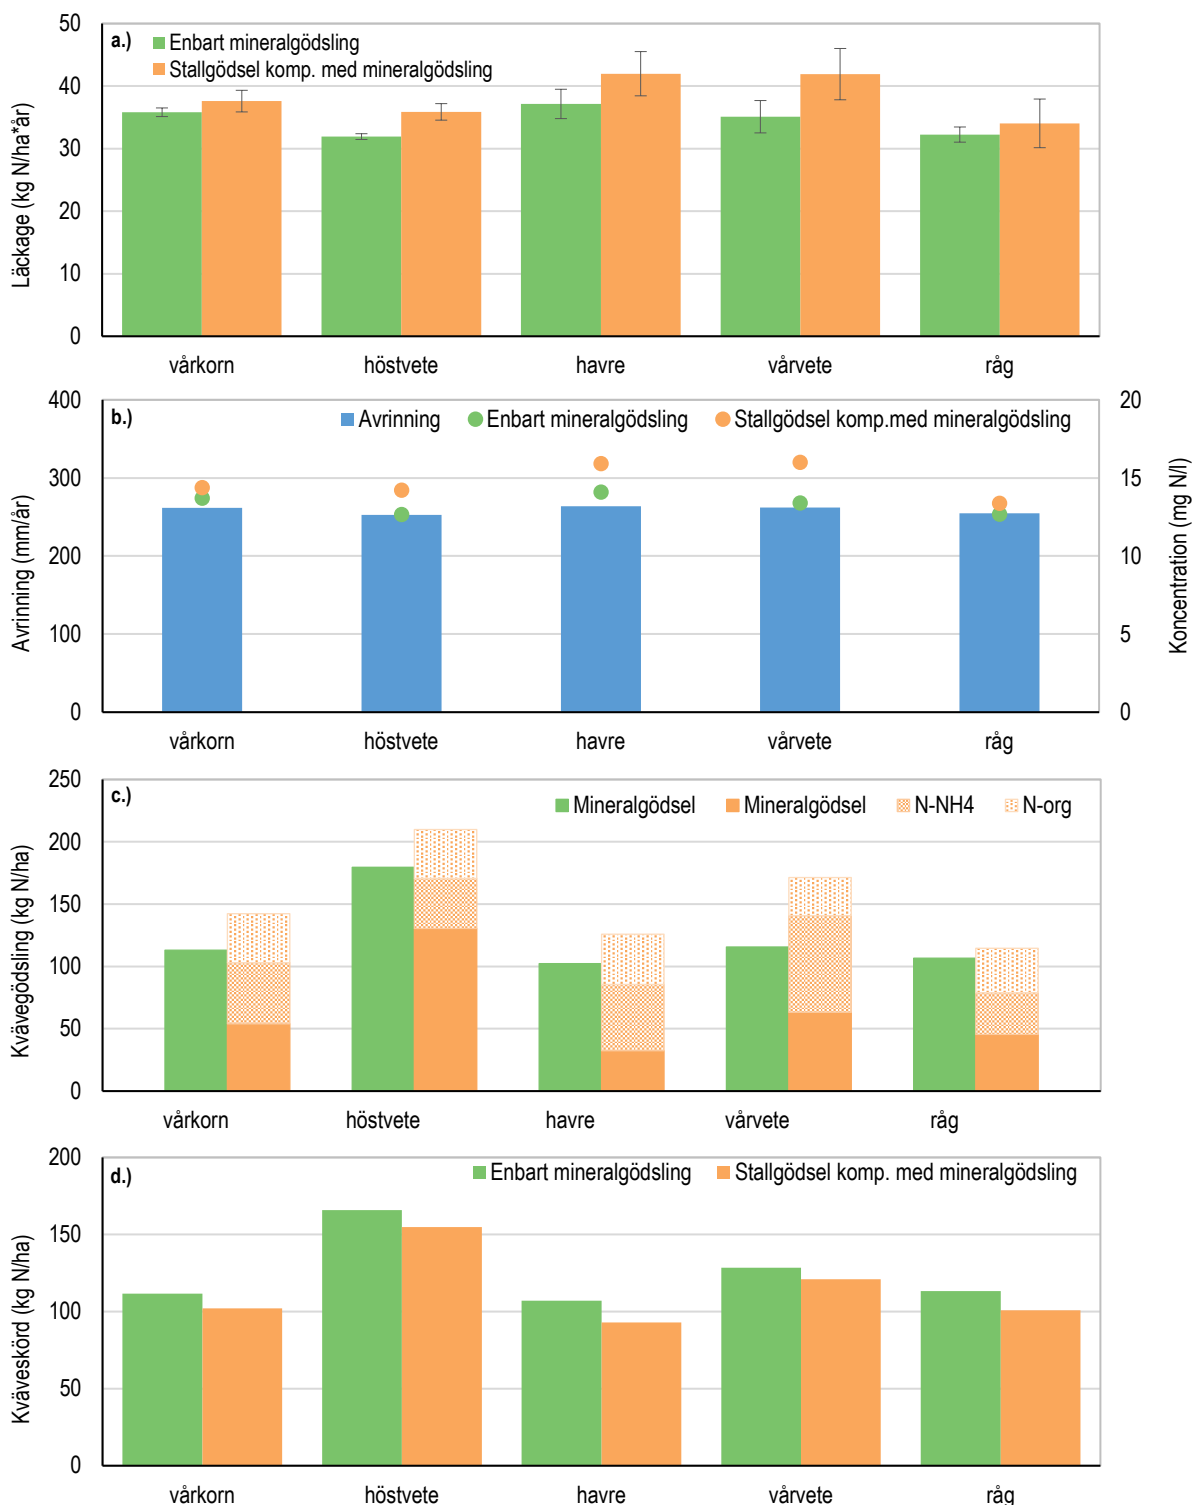 a.)
Enbart mineralgödsling
Stallgödsel komp. med mineralgödsling
Läckage (kg N/ha*år)
50
40
30
20
10
0
vårkorn höstvete havre vårvete råg
b.)
Avrinning Enbart mineralgödsling Stallgödsel komp.med mineralgödsling
Avrinning (mm/år)
400
300
200
100
0
Koncentration (mg N/l)
20
15
10
5
0
vårkorn höstvete havre vårvete råg
c.)
Mineralgödsel Mineralgödsel N-NH4 N-org
Kvävegödsling (kg N/ha)
250
200
150
100
50
0
vårkorn höstvete havre vårvete råg
d.)
Enbart mineralgödsling Stallgödsel komp. med mineralgödsling
Kväveskörd (kg N/ha)
200
150
100
50
0
vårkorn höstvete havre vårvete råg